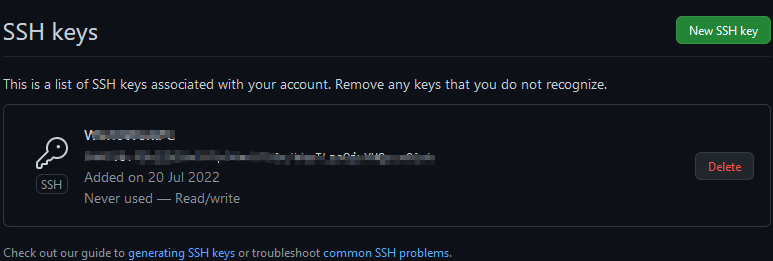 SSH keys
New SSH key
This is a list of SSH keys associated with your account. Remove any keys that you do not recognize.
SSH
Added on 20 Jul 2022
Never used — Read/write
Delete
Check out our guide to generating SSH keys or troubleshoot common SSH problems.